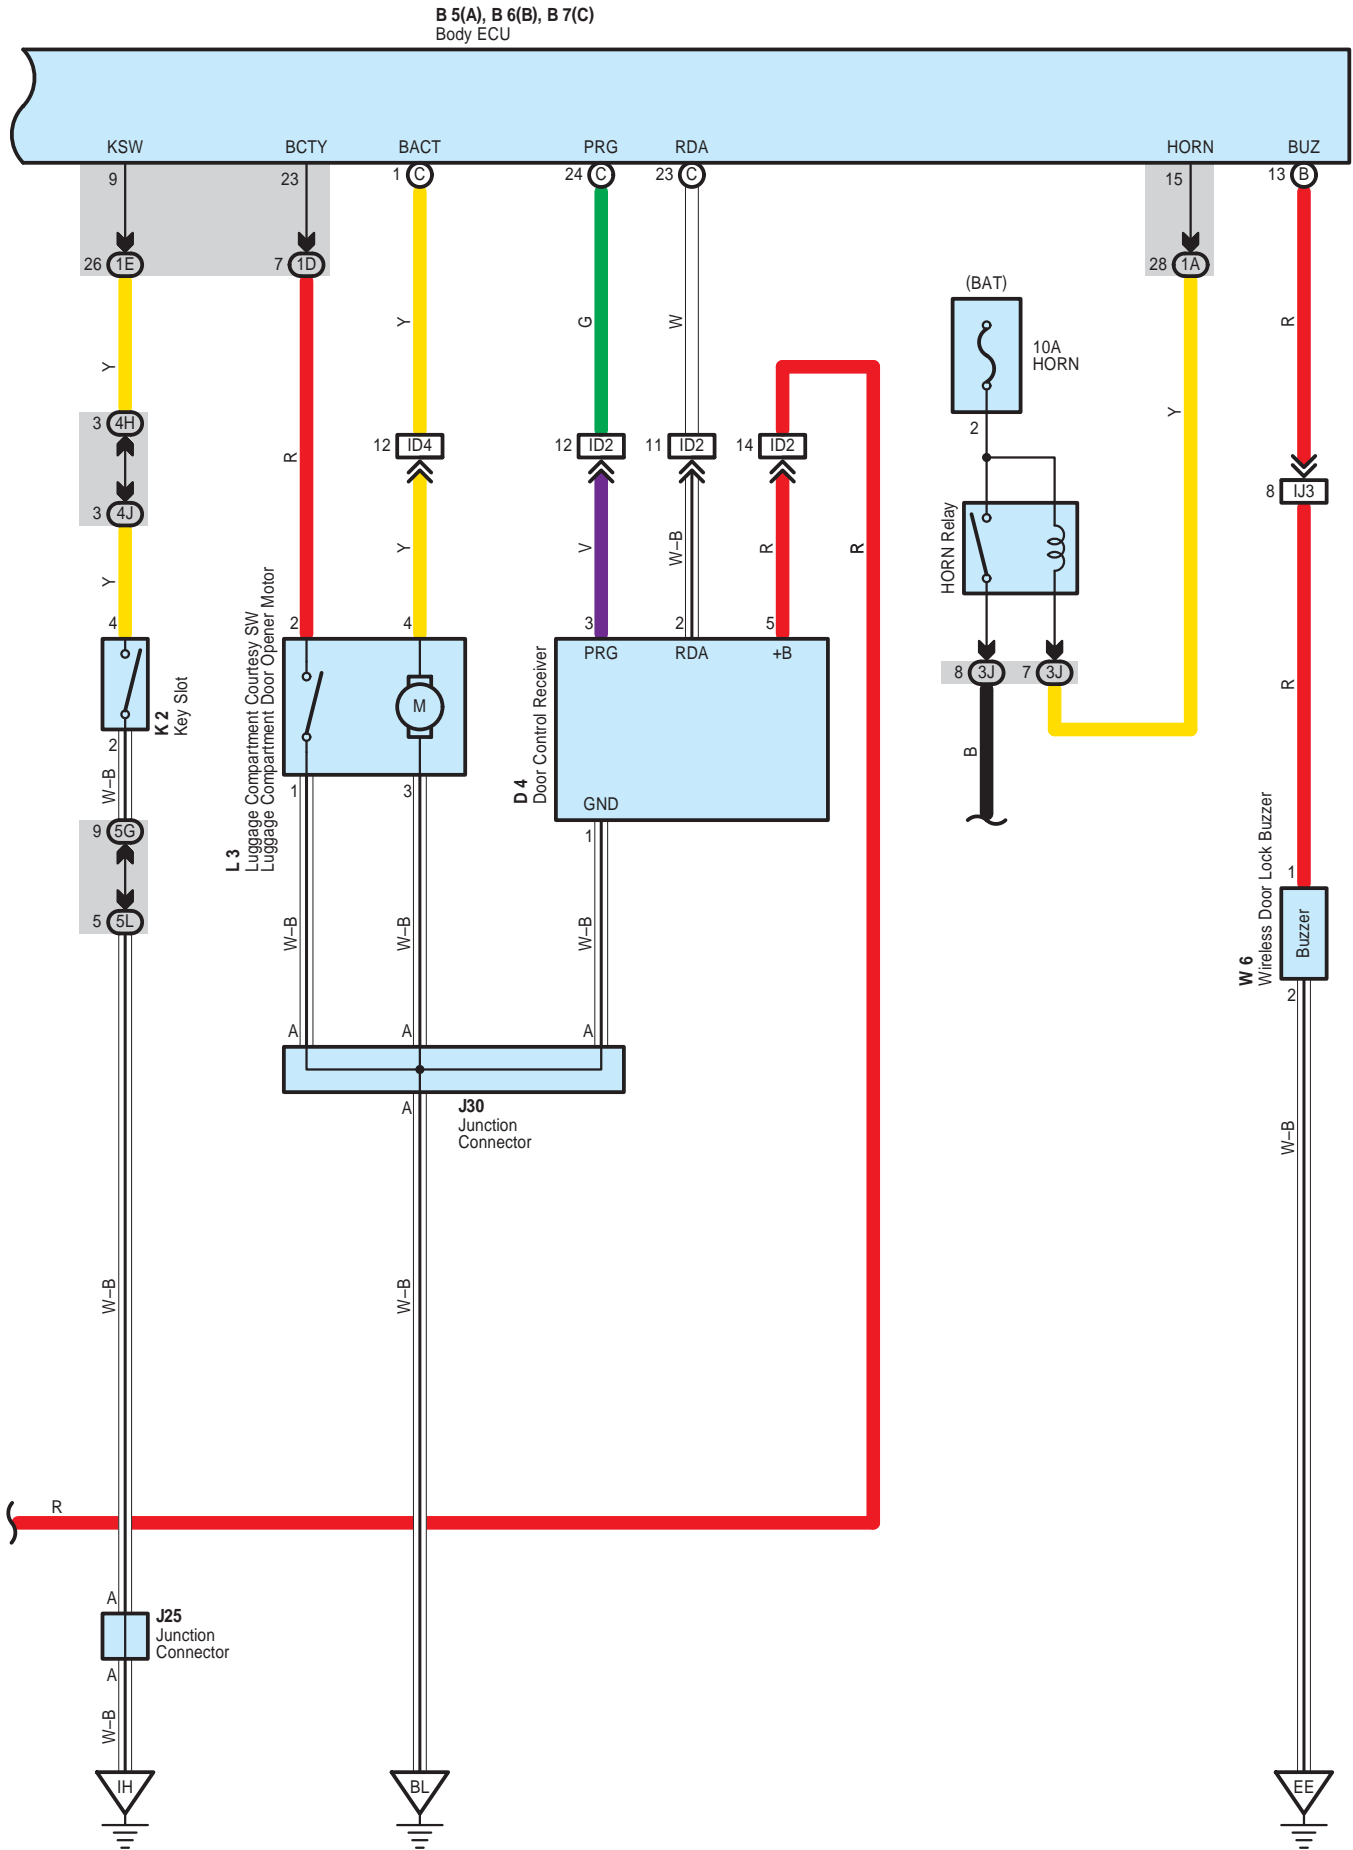 B 5(A), B 6(B), B 7(C)
Body ECU
KSW BCTY BACT PRG RDA HORN BUZ
9 23 1 C 24 C 23 C 15 13 B
26 1E 7 1D 28 1A
(BAT)
10A
HORN
Y G W Y R
Y
3 4H
2
R
12 ID4 12 ID2 11 ID2 14 ID2
8 IJ3
3 4J
HORN Relay
Y Y V W–B R R
4 2 4 3 2 5
PRG RDA +B
8 3J 7 3J
M
K 2
Key Slot
R
2 1 3
B
W–B
L 3
Luggage Compartment Courtesy SW
Luggage Compartment Door Opener Motor
D 4
Door Control Receiver
GND
1
9 5G
5 5L
1
Buzzer
W 6
Wireless Door Lock Buzzer
2
W–B W–B W–B
A A A
J30
Junction
Connector
A
W–B
W–B W–B
R
A
J25
Junction
Connector
A
W–B
IH BL EE